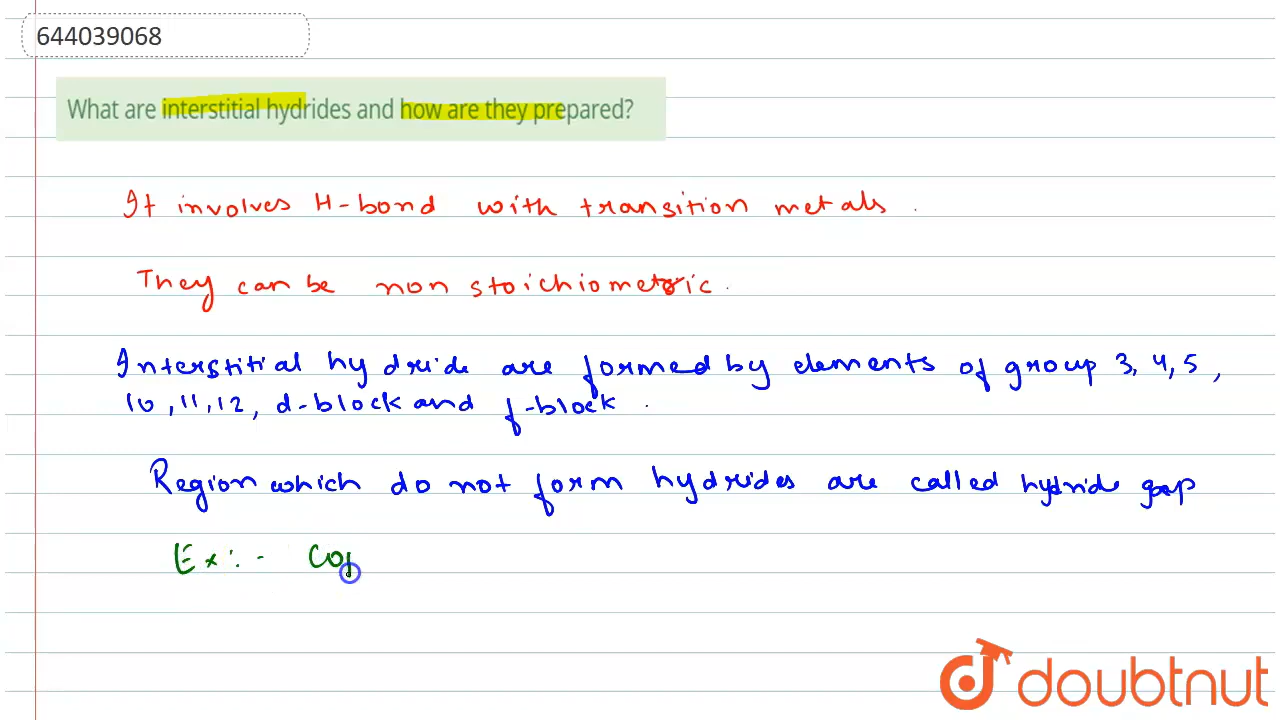 644039068
What are interstitial hydrides and how are they prepared?
It involves H-bond with transition metals.
They can be non stoichiometric.
Interstitial hydride are formed by elements of group 3, 4, 5,
10, 11, 12, d-block and f-block.
Region which do not form hydrides are called hydride gap
Ex:- Cop
doubtnut